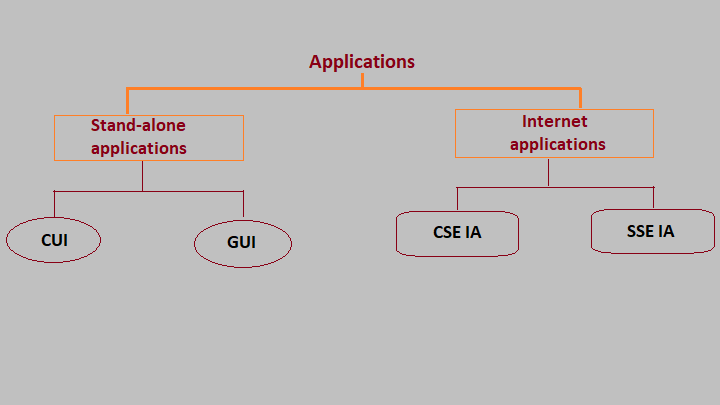 Applications
Stand-alone
applications
Internet
applications
CUI
GUI
CSE IA
SSE IA